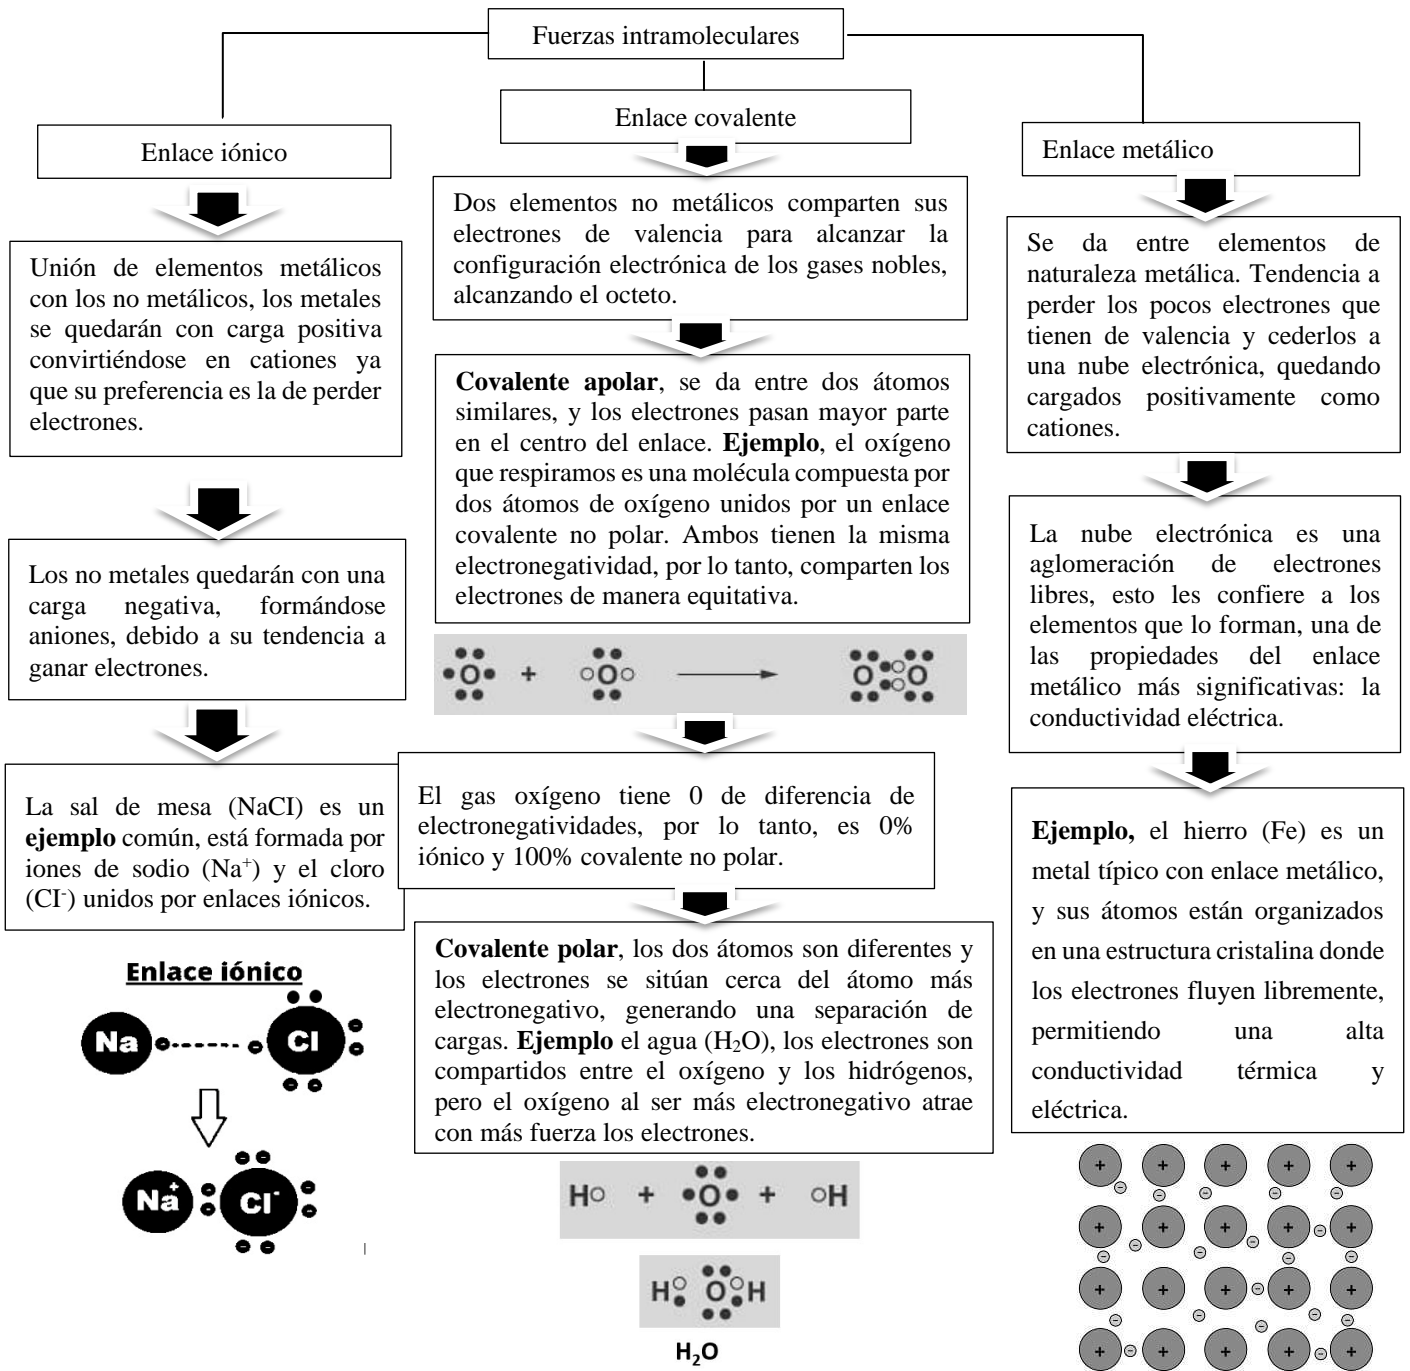 Fuerzas intramoleculares
Enlace iónico
Unión de elementos metálicos
con los no metálicos, los metales
se quedarán con carga positiva
convirtiéndose en cationes ya
que su preferencia es la de perder
electrones.
Los no metales quedarán con una
carga negativa, formándose
aniones, debido a su tendencia a
ganar electrones.
La sal de mesa (NaCI) es un
ejemplo común, está formada por
iones de sodio (Na⁺) y el cloro
(CI⁻) unidos por enlaces iónicos.
Enlace iónico
Na Cl
Na⁺ Cl⁻
Enlace covalente
Dos elementos no metálicos comparten sus
electrones de valencia para alcanzar la
configuración electrónica de los gases nobles,
alcanzando el octeto.
Covalente apolar, se da entre dos átomos
similares, y los electrones pasan mayor parte
en el centro del enlace. Ejemplo, el oxígeno
que respiramos es una molécula compuesta por
dos átomos de oxígeno unidos por un enlace
covalente no polar. Ambos tienen la misma
electronegatividad, por lo tanto, comparten los
electrones de manera equitativa.
O + O O O
El gas oxígeno tiene 0 de diferencia de
electronegatividades, por lo tanto, es 0%
iónico y 100% covalente no polar.
Covalente polar, los dos átomos son diferentes y
los electrones se sitúan cerca del átomo más
electronegativo, generando una separación de
cargas. Ejemplo el agua (H₂O), los electrones son
compartidos entre el oxígeno y los hidrógenos,
pero el oxígeno al ser más electronegativo atrae
con más fuerza los electrones.
H + O + H
H O H
H₂O
Enlace metálico
Se da entre elementos de
naturaleza metálica. Tendencia a
perder los pocos electrones que
tienen de valencia y cederlos a
una nube electrónica, quedando
cargados positivamente como
cationes.
La nube electrónica es una
aglomeración de electrones
libres, esto les confiere a los
elementos que lo forman, una de
las propiedades del enlace
metálico más significativas: la
conductividad eléctrica.
Ejemplo, el hierro (Fe) es un
metal típico con enlace metálico,
y sus átomos están organizados
en una estructura cristalina donde
los electrones fluyen libremente,
permitiendo una alta
conductividad térmica y
eléctrica.
+ + + + +
+ + + + +
+ + + + +
+ + + + +